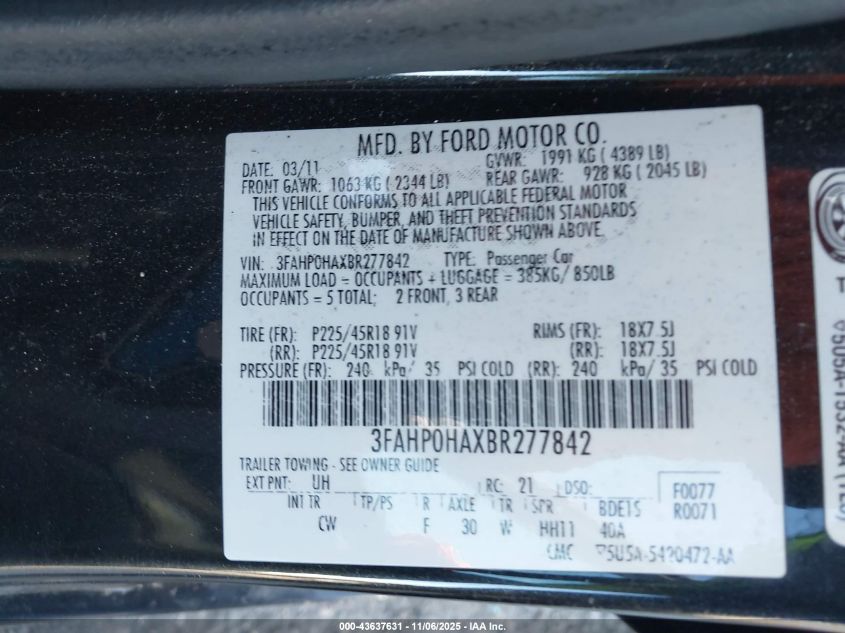 MFD. BY FORD MOTOR CO.
DATE: 03/11 GVWR: 1991 KG ( 4389 LB)
FRONT GAWR: 1063 KG ( 2344 LB) REAR GAWR: 928 KG ( 2045 LB)
THIS VEHICLE CONFORMS TO ALL APPLICABLE FEDERAL MOTOR
VEHICLE SAFETY, BUMPER, AND THEFT PREVENTION STANDARDS
IN EFFECT ON THE DATE OF MANUFACTURE SHOWN ABOVE.
VIN: 3FAHP0HAXBR277842 TYPE: Passenger Car
MAXIMUM LOAD = OCCUPANTS + LUGGAGE = 385KG/ 850LB
OCCUPANTS = 5 TOTAL; 2 FRONT, 3 REAR
TIRE (FR): P225/45R18 91V RIMS (FR): 18X7.5J
(RR): P225/45R18 91V (RR): 18X7.5J
PRESSURE (FR): 240 kPa/ 35 PSI COLD (RR): 240 kPa/ 35 PSI COLD
3FAHP0HAXBR277842
TRAILER TOWING - SEE OWNER GUIDE
EXT PNT: UH RC: 21 DSO: F0077
INT TR TP/PS R AXLE TR SPR BDE1S R0071
CW F 30 W HH11 40A
5U5A-5420472-AA
000-43637631 - 11/06/2025 - IAA Inc.